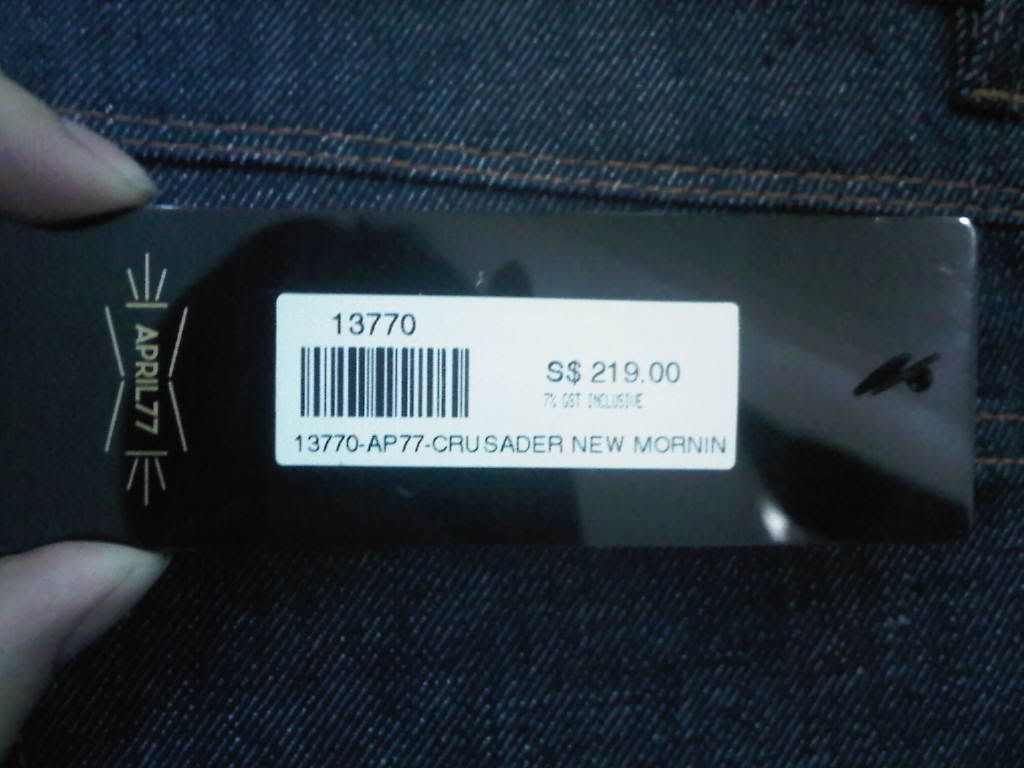 APRIL77
13770
S$ 219.00
7% GST INCLUSIVE
13770-AP77-CRUSADER NEW MORNIN